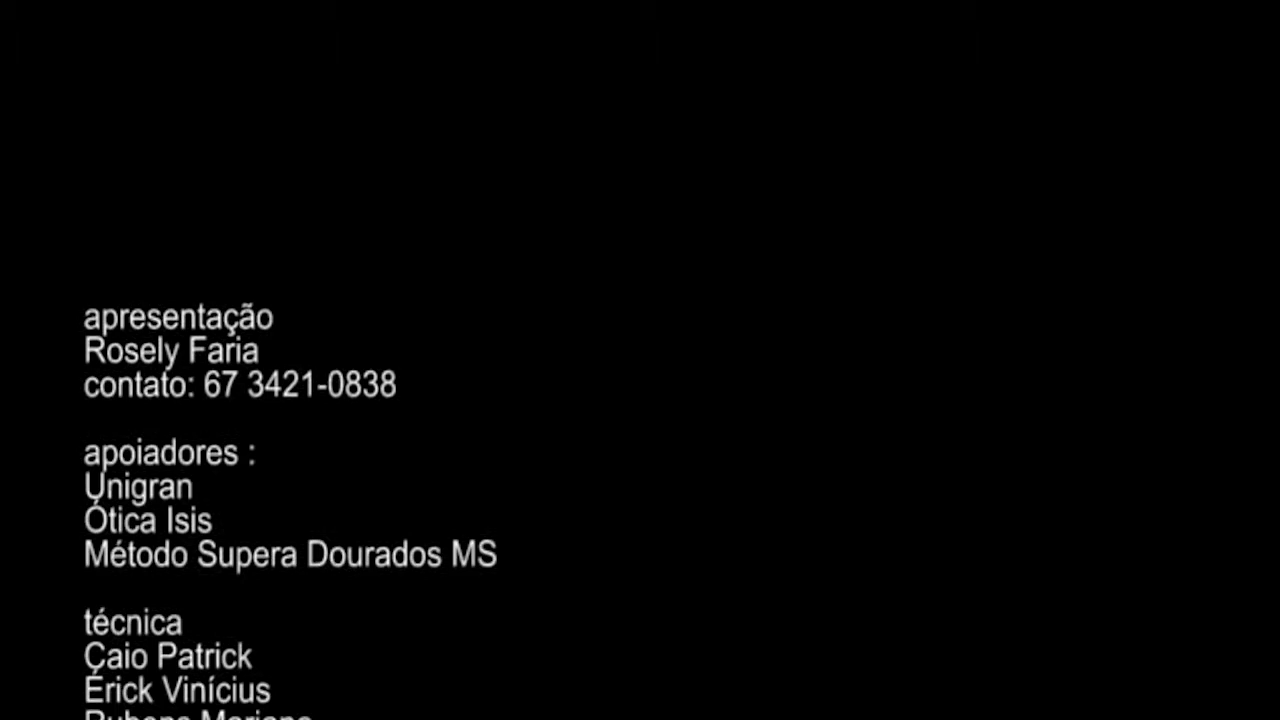 apresentação
Rosely Faria
contato: 67 3421-0838
apoiadores :
Unigran
Ótica Isis
Método Supera Dourados MS
técnica
Caio Patrick
Érick Vinícius